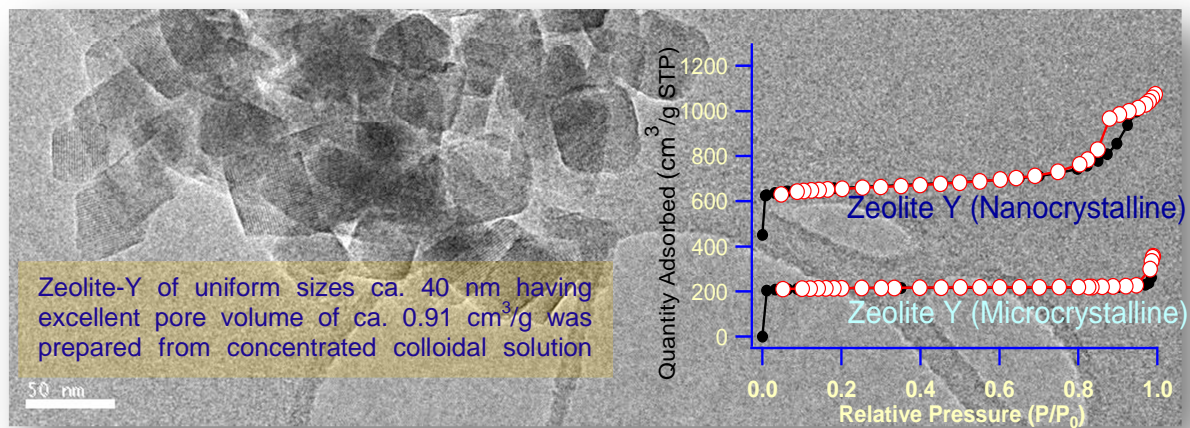 Zeolite-Y of uniform sizes ca. 40 nm having
excellent pore volume of ca. 0.91 cm³/g was
prepared from concentrated colloidal solution
50 nm
Quantity Adsorbed (cm³/g STP)
1200
1000
800
600
400
200
0
Zeolite Y (Nanocrystalline)
Zeolite Y (Microcrystalline)
0.0 0.2 0.4 0.6 0.8 1.0
Relative Pressure (P/P₀)